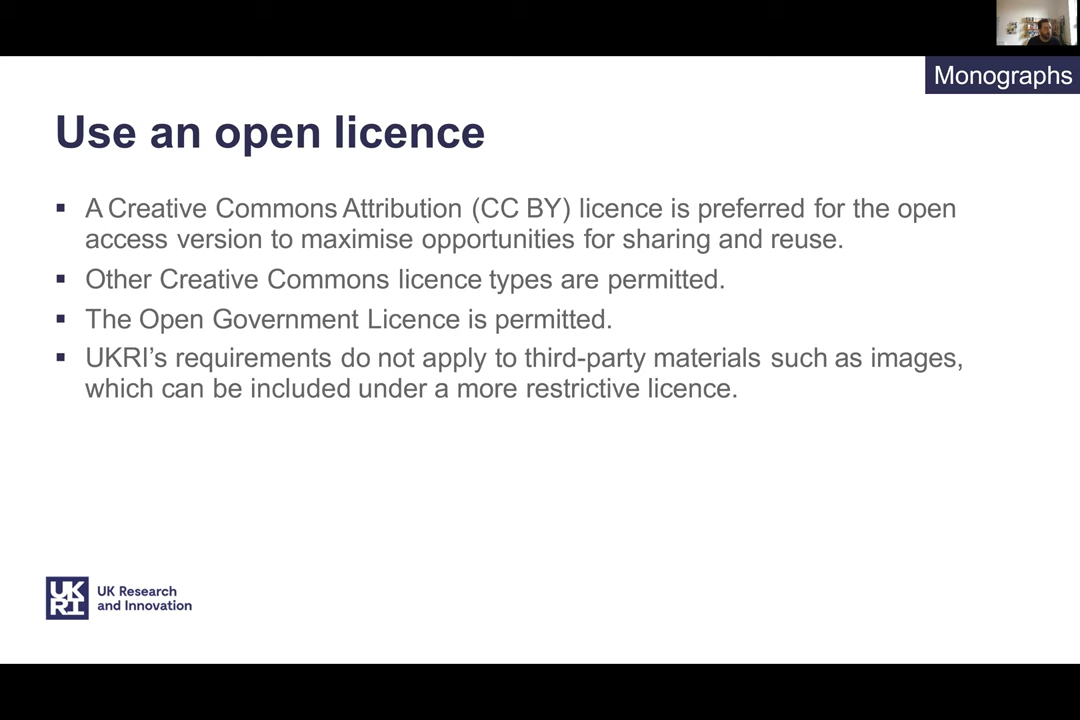 Monographs
Use an open licence
▪ A Creative Commons Attribution (CC BY) licence is preferred for the open
access version to maximise opportunities for sharing and reuse.
▪ Other Creative Commons licence types are permitted.
▪ The Open Government Licence is permitted.
▪ UKRI’s requirements do not apply to third-party materials such as images,
which can be included under a more restrictive licence.
UK
RI
UK Research
and Innovation